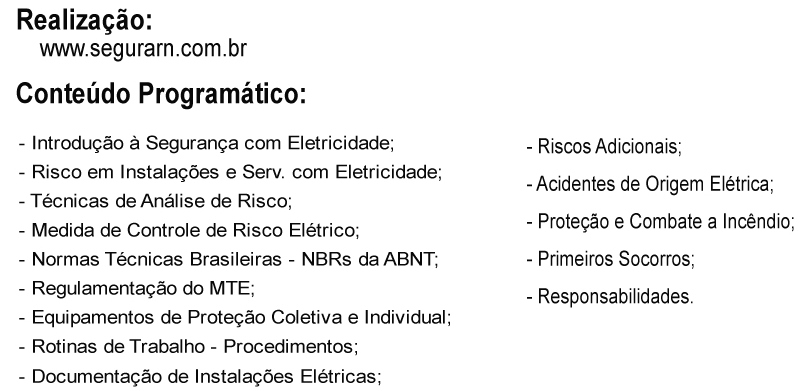 Realização:
www.segurarn.com.br
Conteúdo Programático:
- Introdução à Segurança com Eletricidade;
- Risco em Instalações e Serv. com Eletricidade;
- Técnicas de Análise de Risco;
- Medida de Controle de Risco Elétrico;
- Normas Técnicas Brasileiras - NBRs da ABNT;
- Regulamentação do MTE;
- Equipamentos de Proteção Coletiva e Individual;
- Rotinas de Trabalho - Procedimentos;
- Documentação de Instalações Elétricas;
- Riscos Adicionais;
- Acidentes de Origem Elétrica;
- Proteção e Combate a Incêndio;
- Primeiros Socorros;
- Responsabilidades.